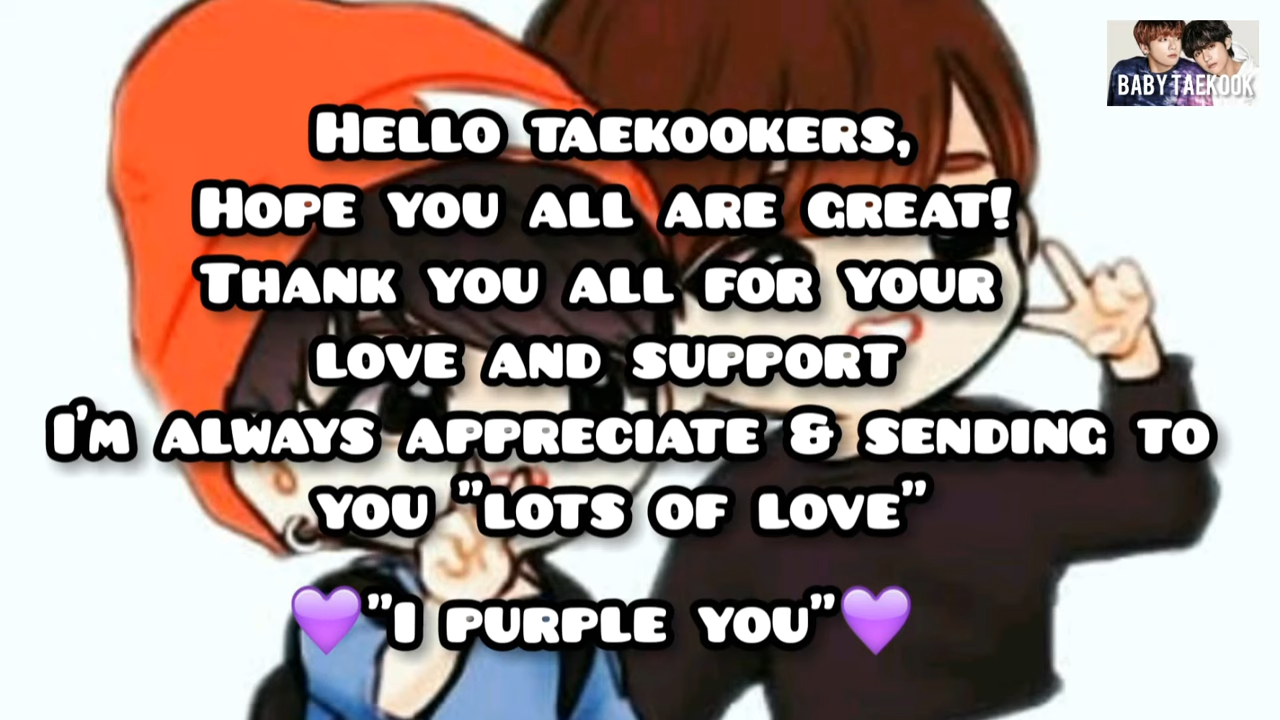 BABY TAEKOOK
HELLO TAEKOOKERS,
HOPE YOU ALL ARE GREAT!
THANK YOU ALL FOR YOUR
LOVE AND SUPPORT
I'M ALWAYS APPRECIATE & SENDING TO
YOU "LOTS OF LOVE"
💜"I PURPLE YOU"💜